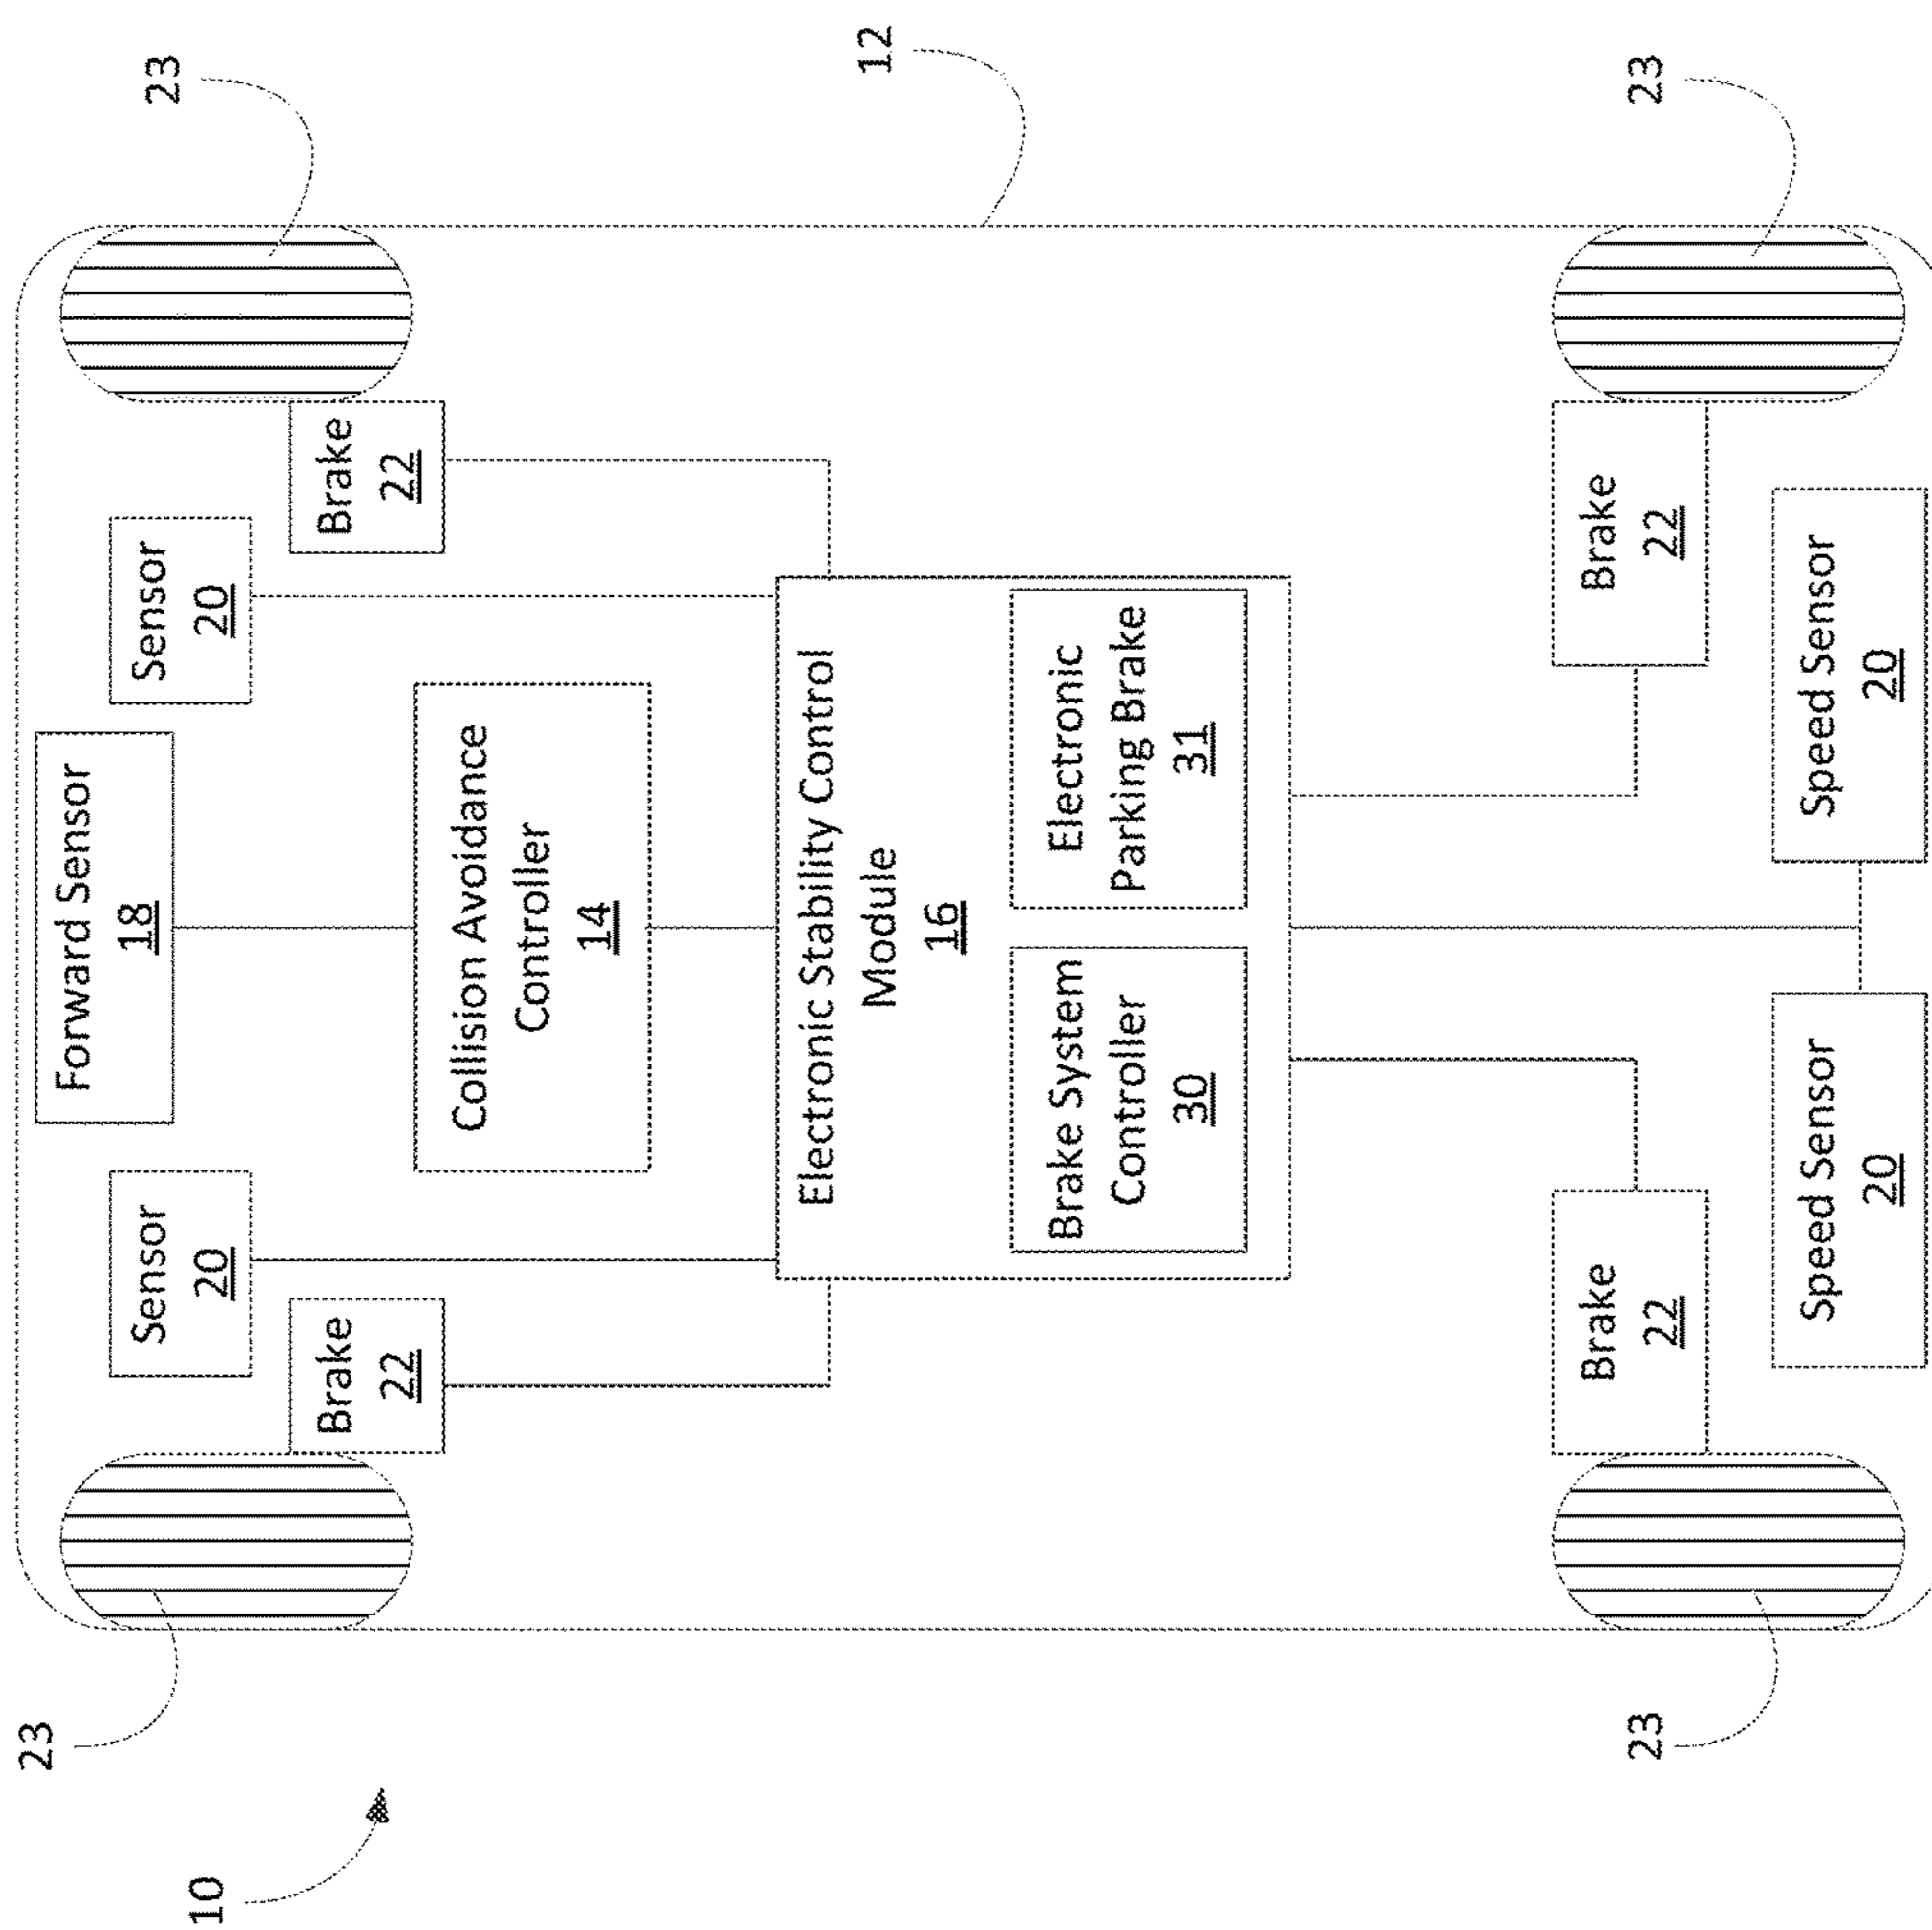 10
23
23
12
23
23
Forward Sensor
18
Sensor
20
Sensor
20
Brake
22
Brake
22
Collision Avoidance
Controller
14
Electronic Stability Control
Module
16
Brake System
Controller
30
Electronic
Parking Brake
31
Brake
22
Brake
22
Speed Sensor
20
Speed Sensor
20